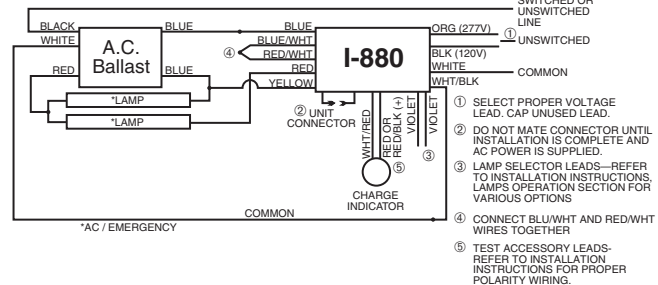 SWITCHED OR
UNSWITCHED
LINE
BLACK
BLUE
BLUE
ORG (277V)
①
UNSWITCHED
WHITE
A.C.
Ballast
BLUE/WHT
④
RED/WHT
I-880
BLK (120V)
RED
BLUE
RED
WHITE
COMMON
YELLOW
WHT/BLK
*LAMP
*LAMP
② UNIT
CONNECTOR
WHT/RED
RED OR
RED/BLK (+)
VIOLET
VIOLET
③
⑤
CHARGE
INDICATOR
COMMON
*AC / EMERGENCY
① SELECT PROPER VOLTAGE
LEAD. CAP UNUSED LEAD.
② DO NOT MATE CONNECTOR UNTIL
INSTALLATION IS COMPLETE AND
AC POWER IS SUPPLIED.
③ LAMP SELECTOR LEADS—REFER
TO INSTALLATION INSTRUCTIONS,
LAMPS OPERATION SECTION FOR
VARIOUS OPTIONS
④ CONNECT BLU/WHT AND RED/WHT
WIRES TOGETHER
⑤ TEST ACCESSORY LEADS-
REFER TO INSTALLATION
INSTRUCTIONS FOR PROPER
POLARITY WIRING.